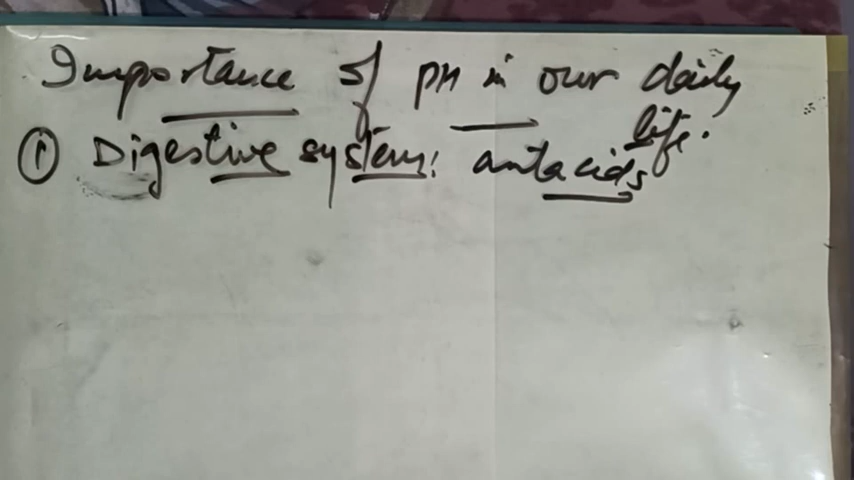 Importance of pH in our daily
life.
① Digestive system: antacids